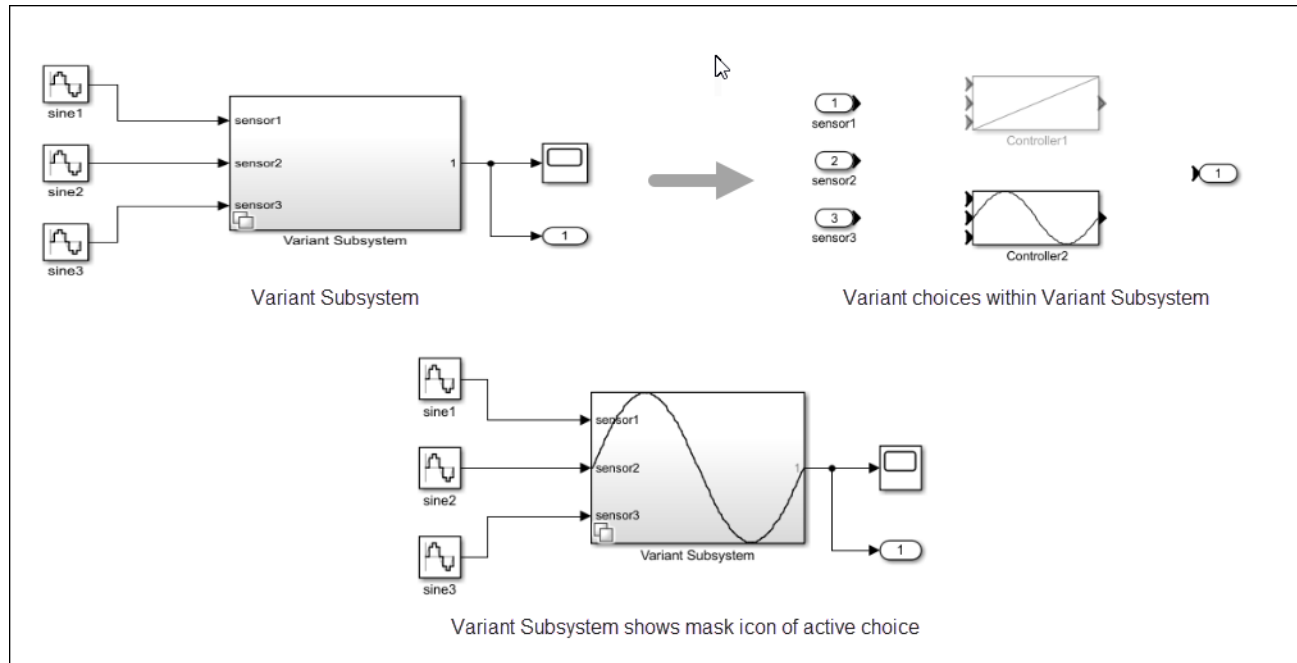 sine1
sine2
sine3
sensor1
sensor2
sensor3
1
Variant Subsystem
1
Variant Subsystem
1
sensor1
2
sensor2
3
sensor3
Controller1
Controller2
1
Variant choices within Variant Subsystem
sine1
sine2
sine3
sensor1
sensor2
sensor3
1
Variant Subsystem
1
Variant Subsystem shows mask icon of active choice